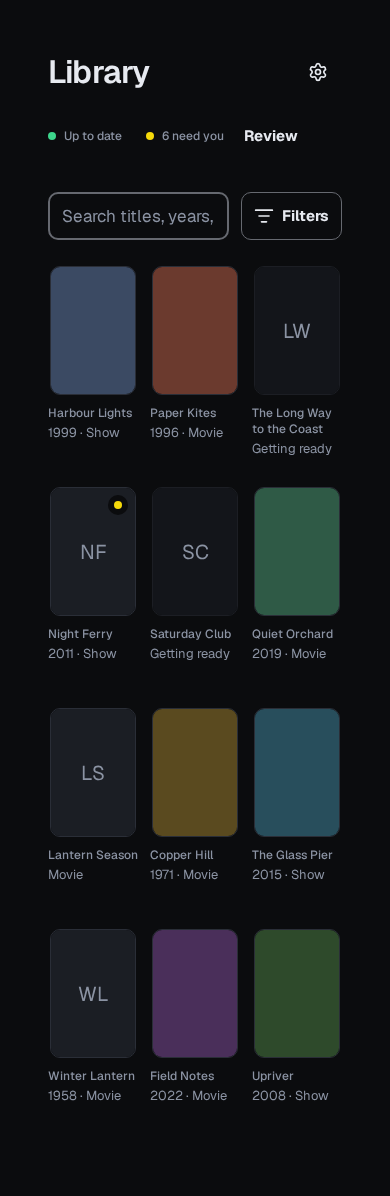 Library
Up to date
6 need you
Review
Search titles, years,
Filters
LW
Harbour Lights
1999 · Show
Paper Kites
1996 · Movie
The Long Way
to the Coast
Getting ready
NF
SC
Night Ferry
2011 · Show
Saturday Club
Getting ready
Quiet Orchard
2019 · Movie
LS
Lantern Season
Movie
Copper Hill
1971 · Movie
The Glass Pier
2015 · Show
WL
Winter Lantern
1958 · Movie
Field Notes
2022 · Movie
Upriver
2008 · Show